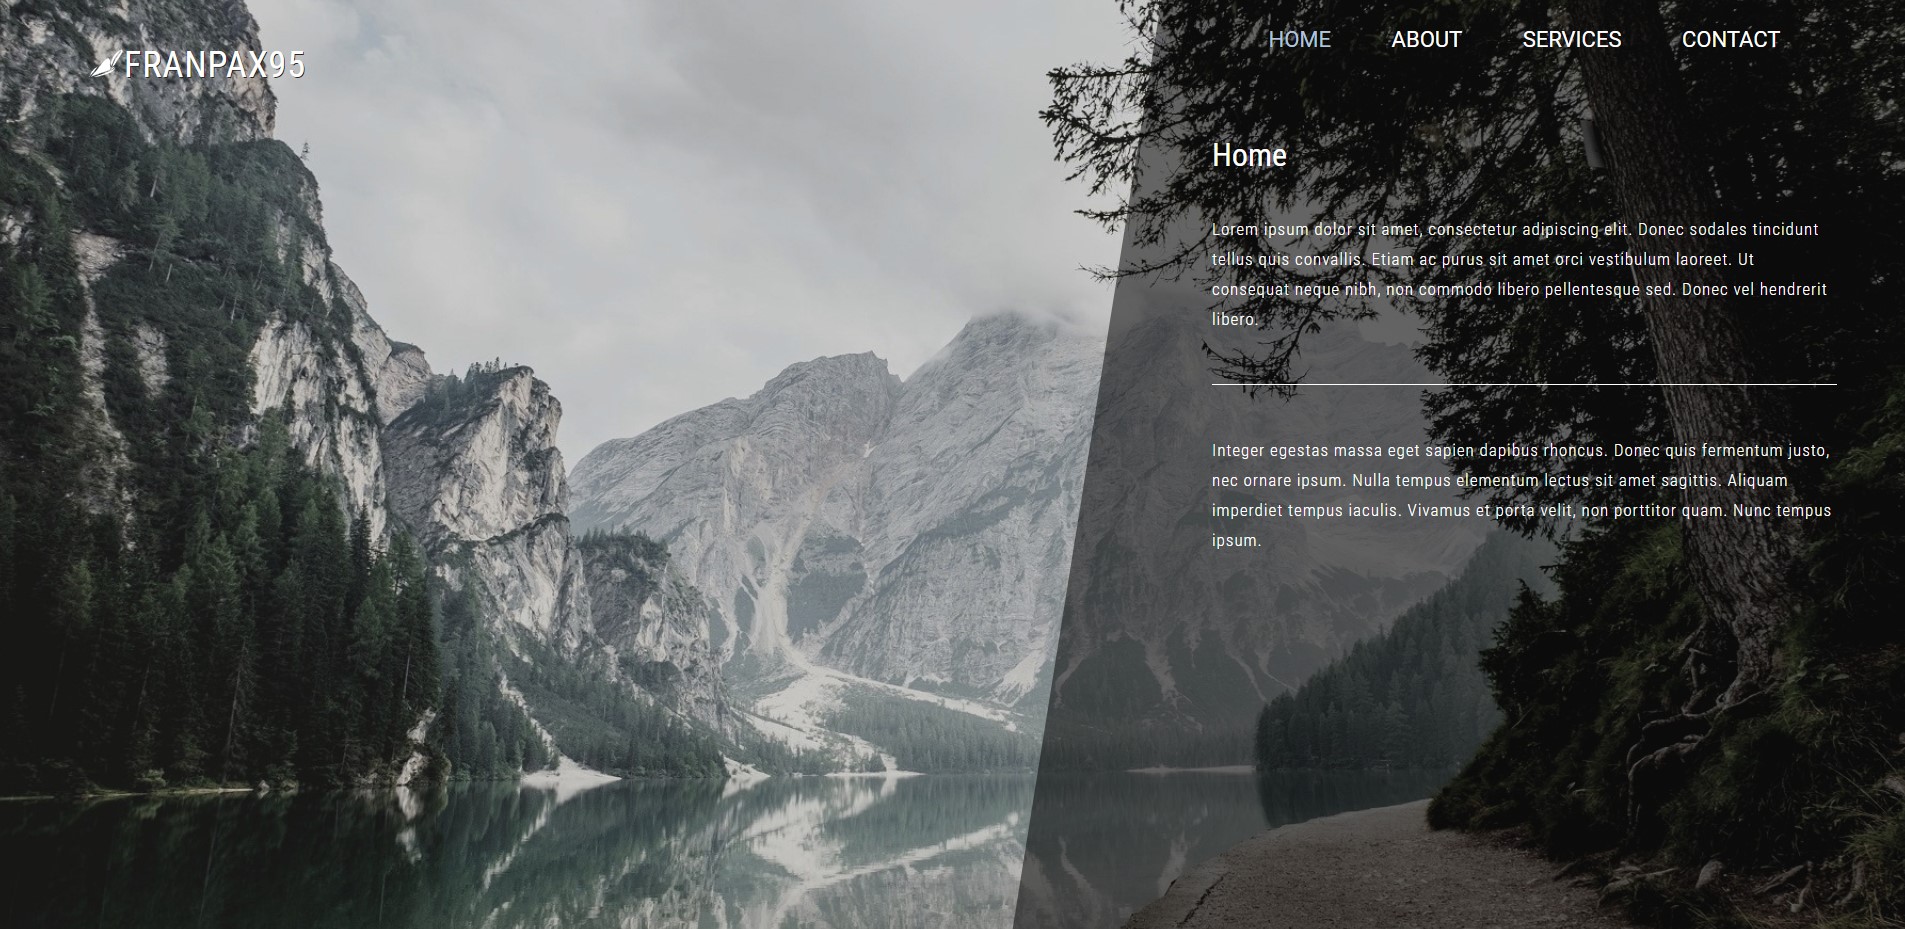 FRANPAX95
HOME ABOUT SERVICES CONTACT
Home
Lorem ipsum dolor sit amet, consectetur adipiscing elit. Donec sodales tincidunt
tellus quis convallis. Etiam ac purus sit amet orci vestibulum laoreet. Ut
consequat neque nibh, non commodo libero pellentesque sed. Donec vel hendrerit
libero.
Integer egestas massa eget sapien dapibus rhoncus. Donec quis fermentum justo,
nec ornare ipsum. Nulla tempus elementum lectus sit amet sagittis. Aliquam
imperdiet tempus iaculis. Vivamus et porta velit, non porttitor quam. Nunc tempus
ipsum.